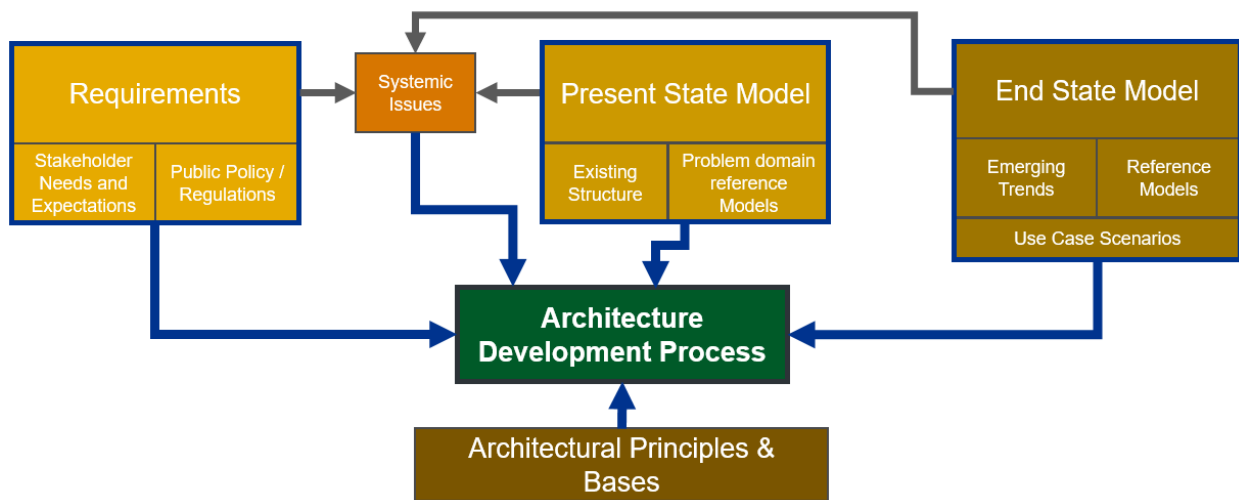 Requirements
Stakeholder
Needs and
Expectations
Public Policy /
Regulations
Systemic
Issues
Present State Model
Existing
Structure
Problem domain
reference
Models
End State Model
Emerging
Trends
Reference
Models
Use Case Scenarios
Architecture
Development Process
Architectural Principles &
Bases